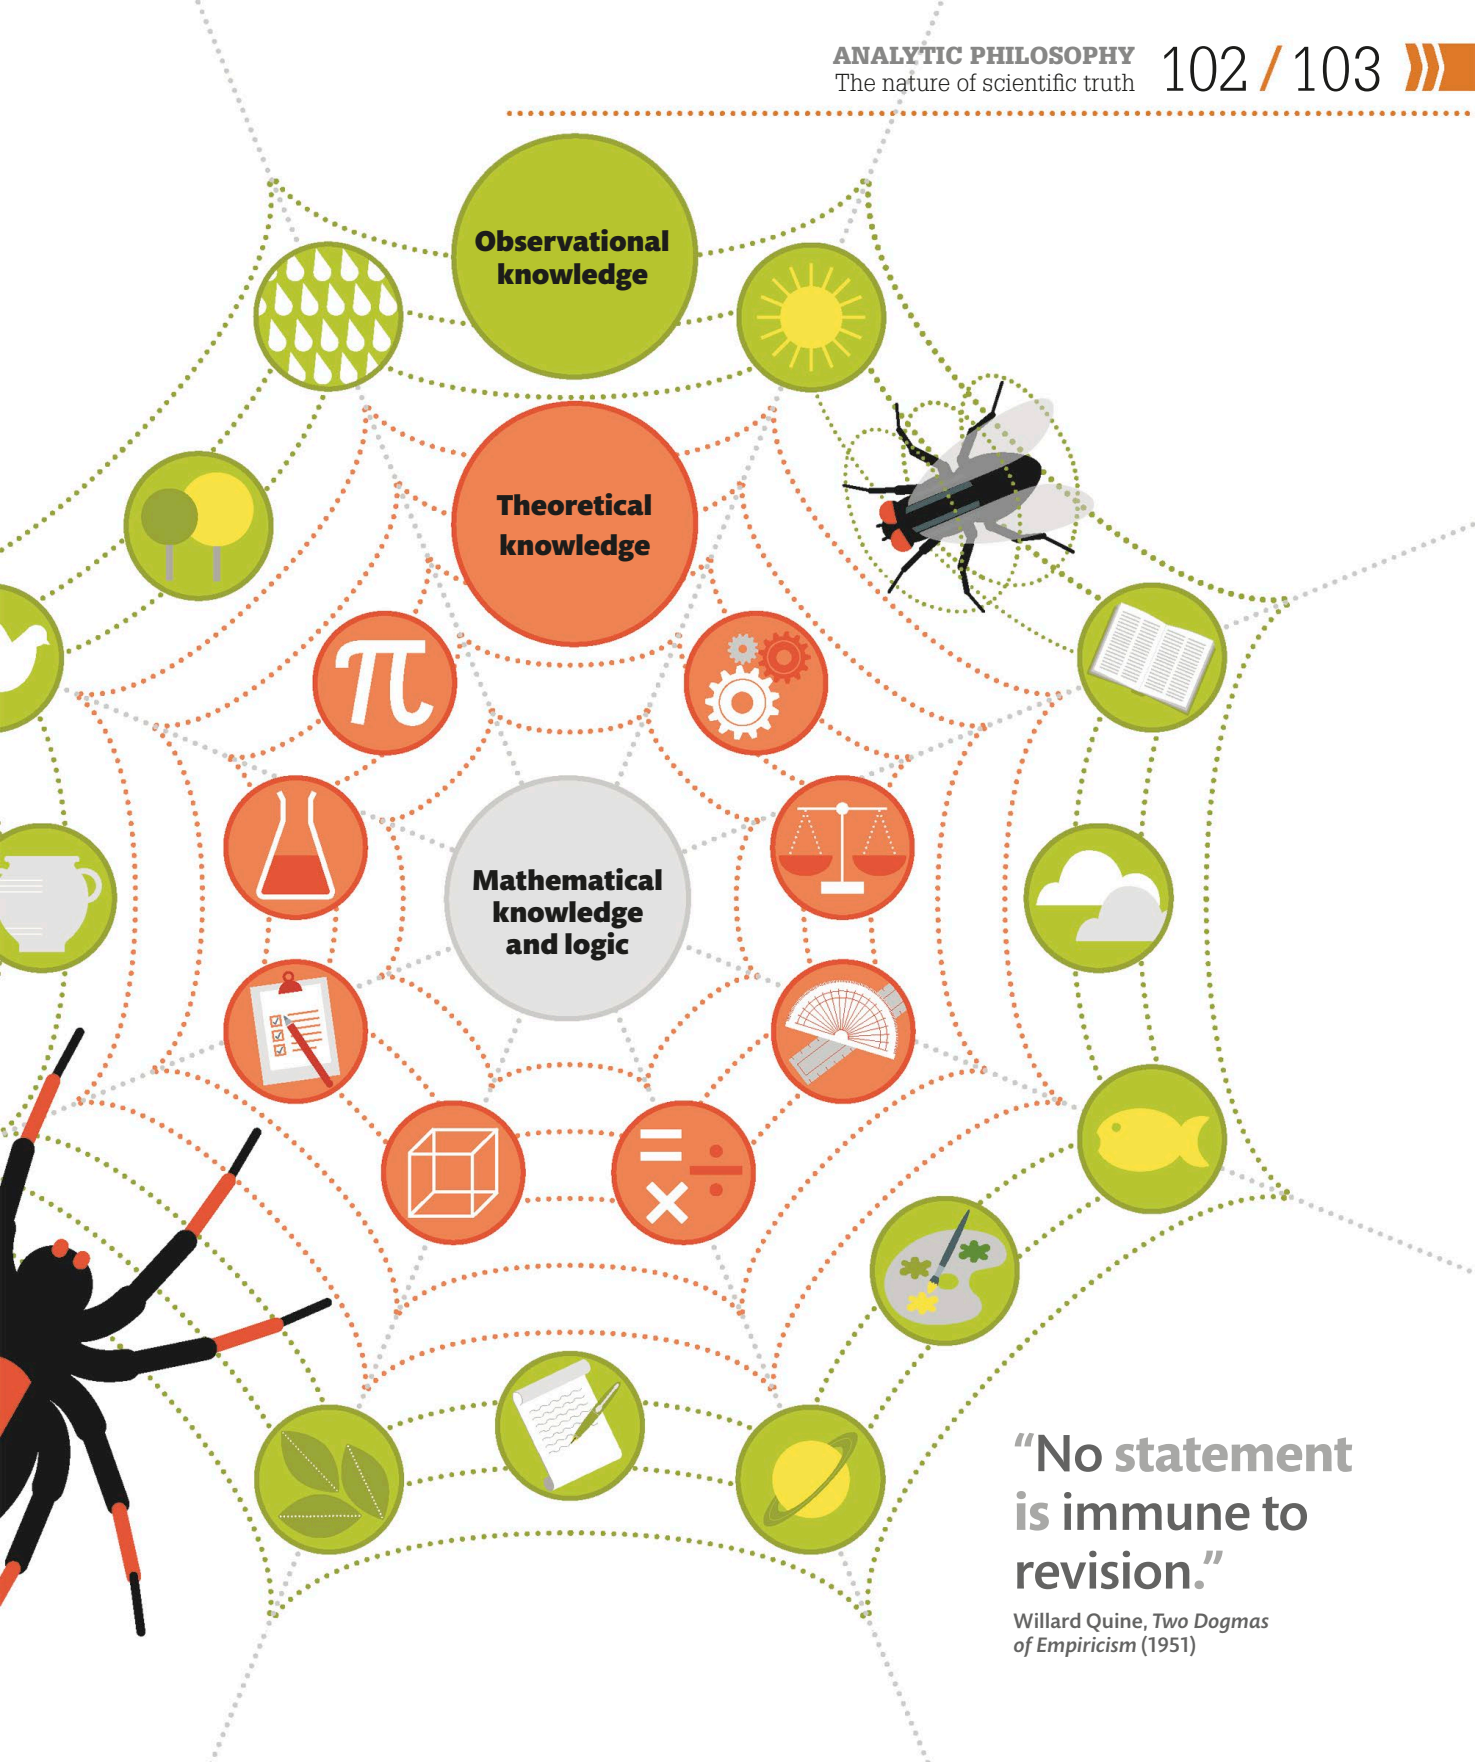 ANALYTIC PHILOSOPHY
The nature of scientific truth
102 / 103
Observational
knowledge
Theoretical
knowledge
π
Mathematical
knowledge
and logic
= ÷
×
“No statement
is immune to
revision.”
Willard Quine, Two Dogmas
of Empiricism (1951)